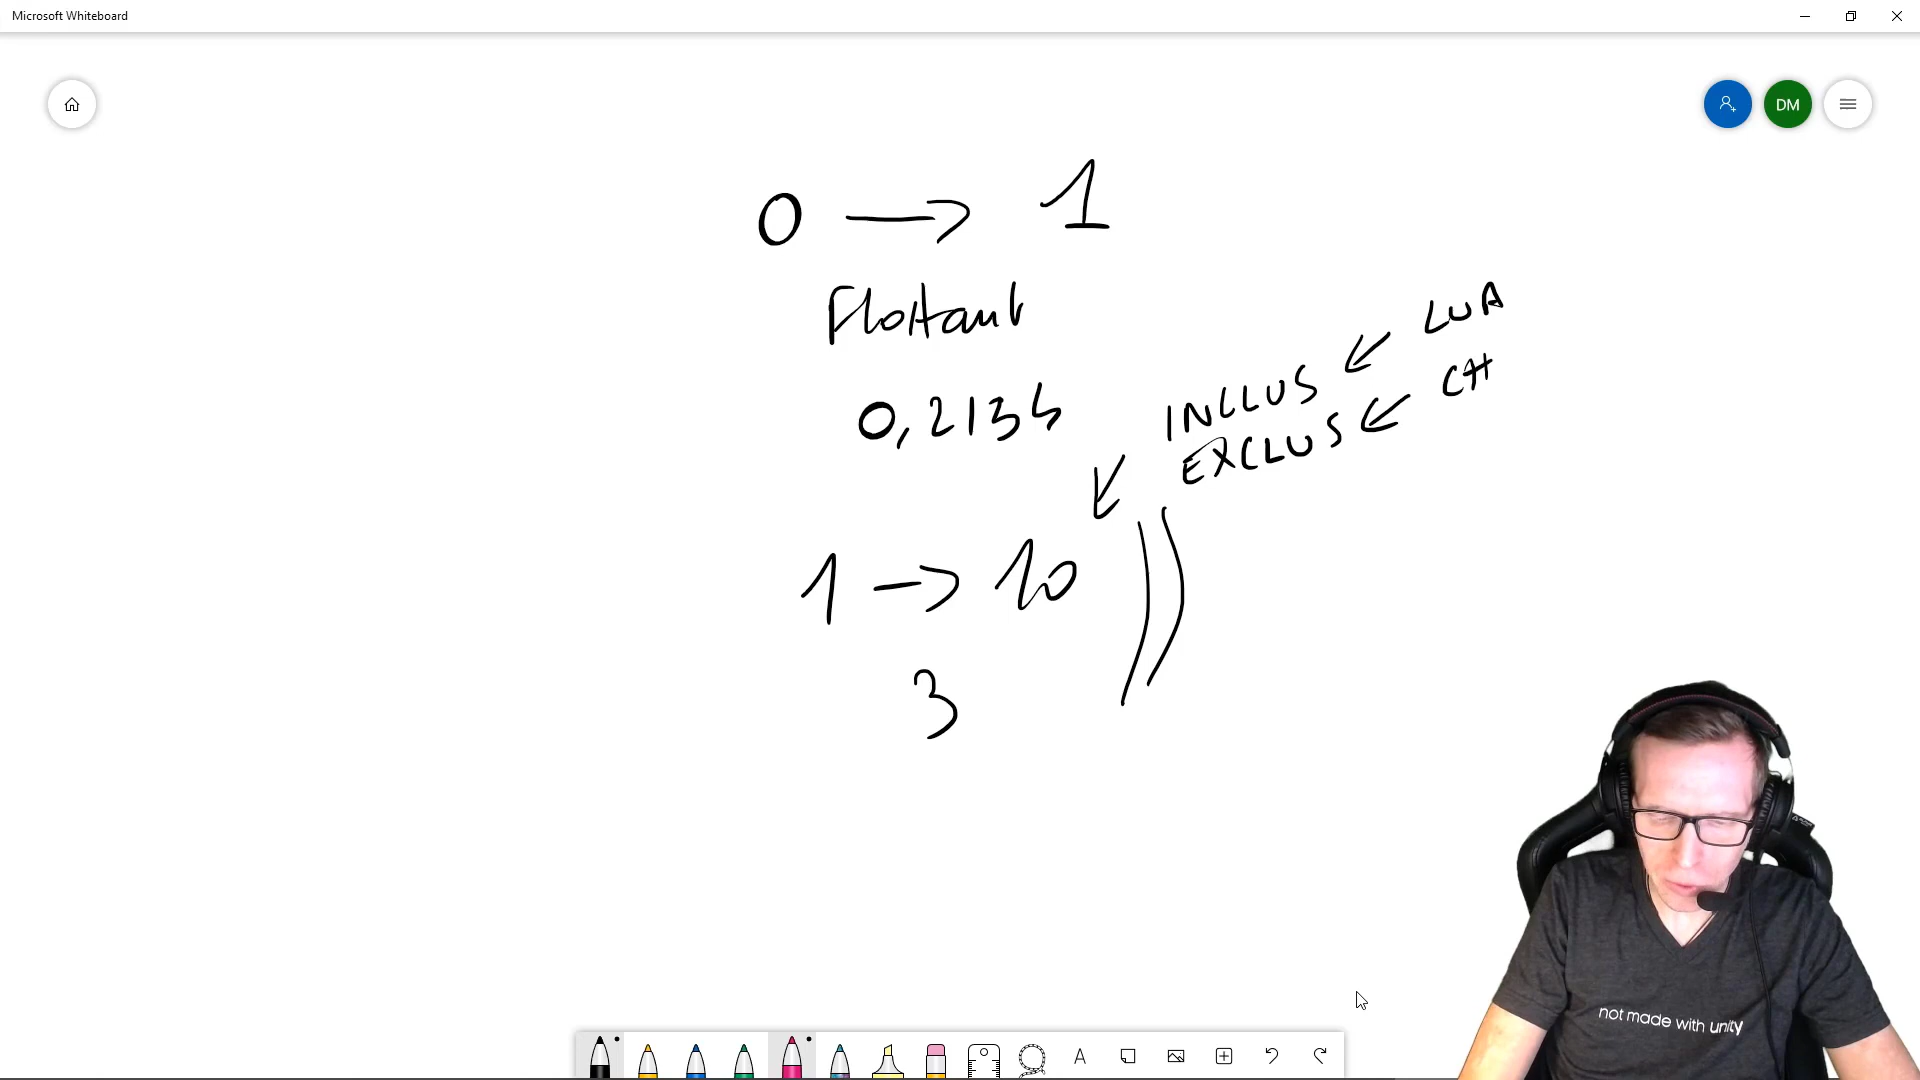 Microsoft Whiteboard
DM
0 → 1
Flottant
0,2134
INCLUS ← LUA
EXCLUS ← C#
1 → 10
3
A
not made with unity